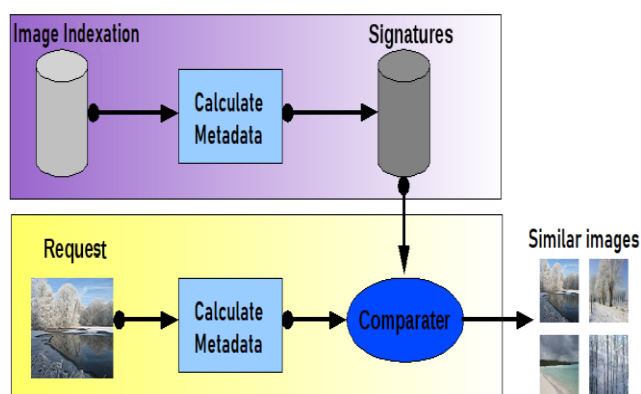 Image Indexation
Signatures
Calculate
Metadata
Request
Calculate
Metadata
Comparater
Similar images